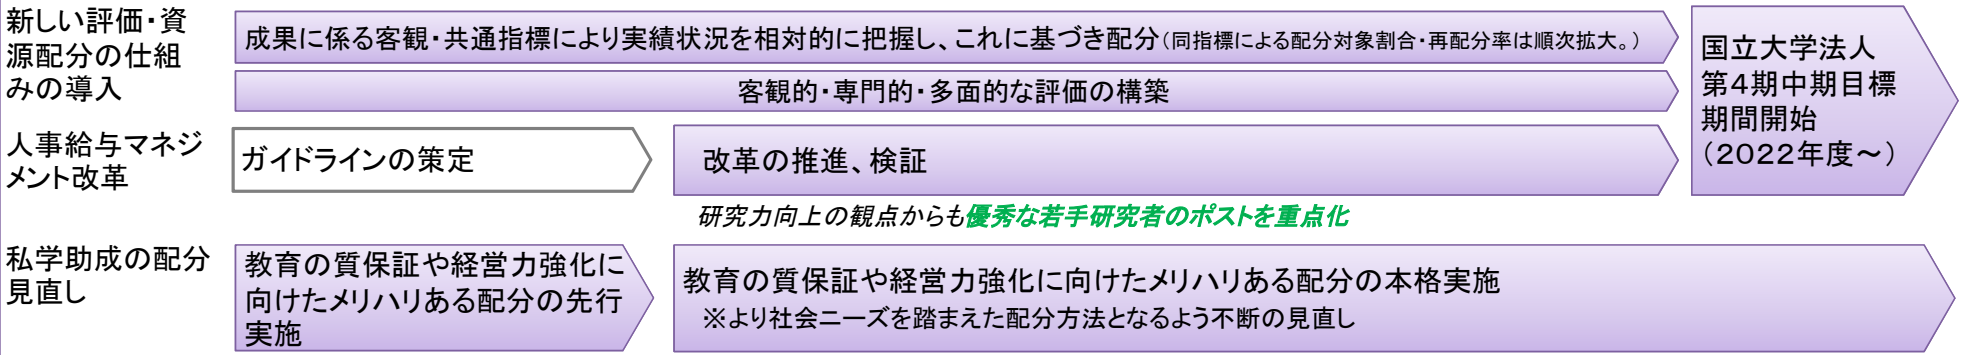 新しい評価・資
源配分の仕組
みの導入
成果に係る客観・共通指標により実績状況を相対的に把握し、これに基づき配分(同指標による配分対象割合・再配分率は順次拡大。)
客観的・専門的・多面的な評価の構築
国立大学法人
第4期中期目標
期間開始
(2022年度～)
人事給与マネジ
メント改革
ガイドラインの策定
改革の推進、検証
研究力向上の観点からも優秀な若手研究者のポストを重点化
私学助成の配分
見直し
教育の質保証や経営力強化に
向けたメリハリある配分の先行
実施
教育の質保証や経営力強化に向けたメリハリある配分の本格実施
※より社会ニーズを踏まえた配分方法となるよう不断の見直し